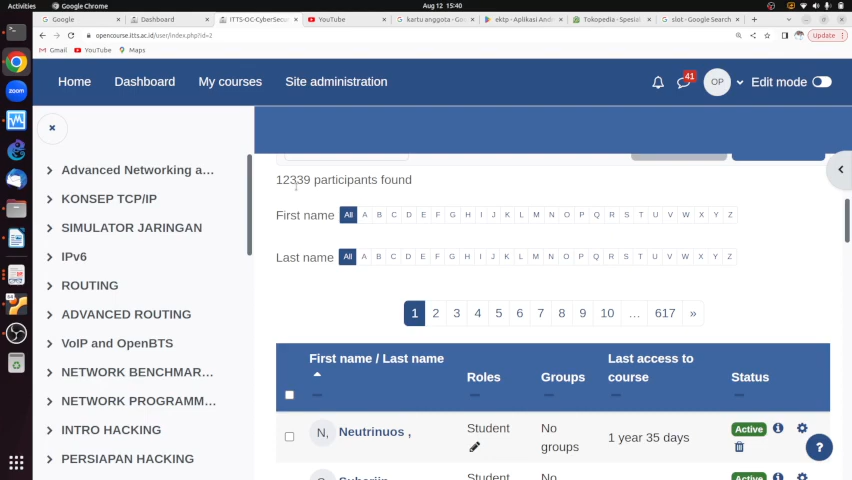 Activities
Google Chrome
Aug 12 15:40
Google
Dashboard
ITTS-OC-CyberSecu
YouTube
kartu anggota - Goo
ektp - Aplikasi Andr
Tokopedia - Spesial
slot - Google Search
opencourse.itts.ac.id/user/index.php?id=2
Update
Gmail
YouTube
Maps
Home
Dashboard
My courses
Site administration
41
OP
Edit mode
Advanced Networking a...
KONSEP TCP/IP
SIMULATOR JARINGAN
IPv6
ROUTING
ADVANCED ROUTING
VoIP and OpenBTS
NETWORK BENCHMAR...
NETWORK PROGRAMM...
INTRO HACKING
PERSIAPAN HACKING
zoom
12339 participants found
First name All A B C D E F G H I J K L M N O P Q R S T U V W X Y Z
Last name All A B C D E F G H I J K L M N O P Q R S T U V W X Y Z
1 2 3 4 5 6 7 8 9 10 ... 617 »
First name / Last name
Roles
Groups
Last access to course
Status
N, Neutrinuos ,
Student
No groups
1 year 35 days
Active
?
Student
No
Active